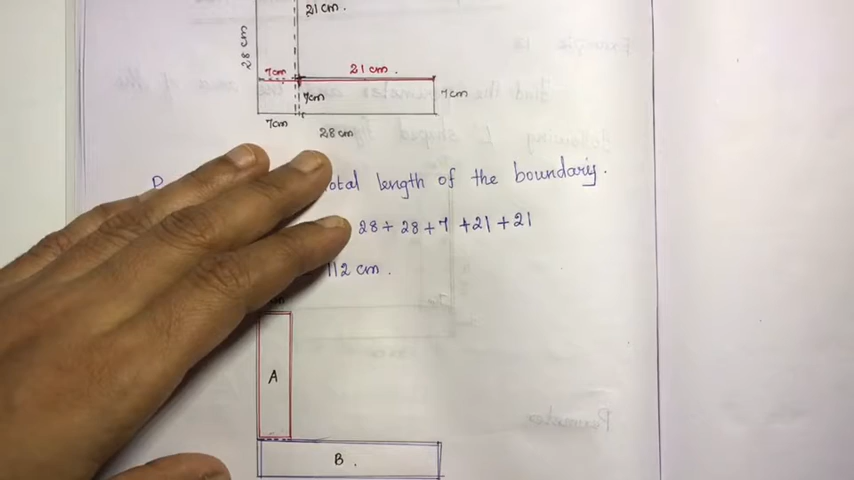 21 cm.
28 cm
7cm 21 cm.
7cm 7cm
7cm
28 cm
total length of the boundary.
28 + 28 + 7 + 21 + 21
112 cm.
A
B.